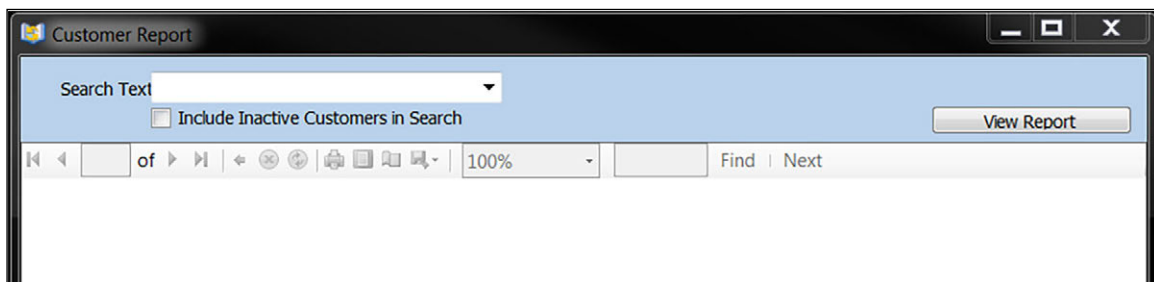 Customer Report
Search Text
Include Inactive Customers in Search
View Report
of 100% Find Next